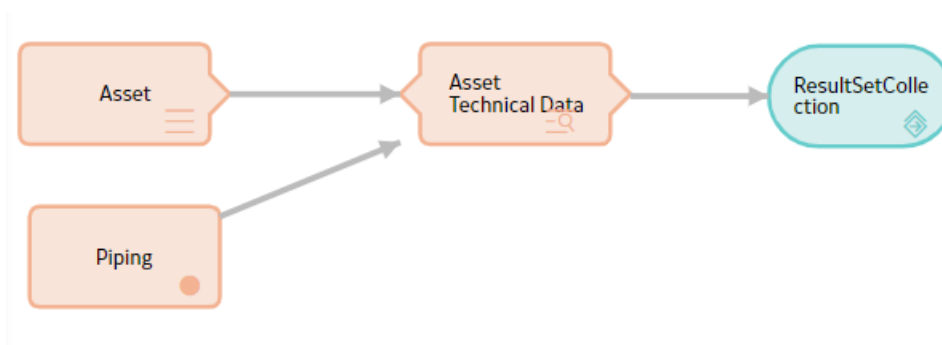 Asset
Asset
Technical Data
ResultSetColle
ction
Piping